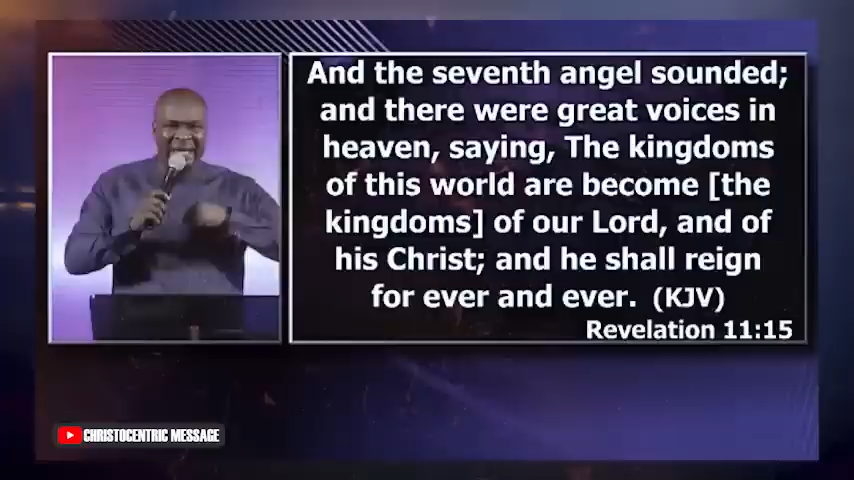 And the seventh angel sounded;
and there were great voices in
heaven, saying, The kingdoms
of this world are become [the
kingdoms] of our Lord, and of
his Christ; and he shall reign
for ever and ever. (KJV)
Revelation 11:15
CHRISTOCENTRIC MESSAGE